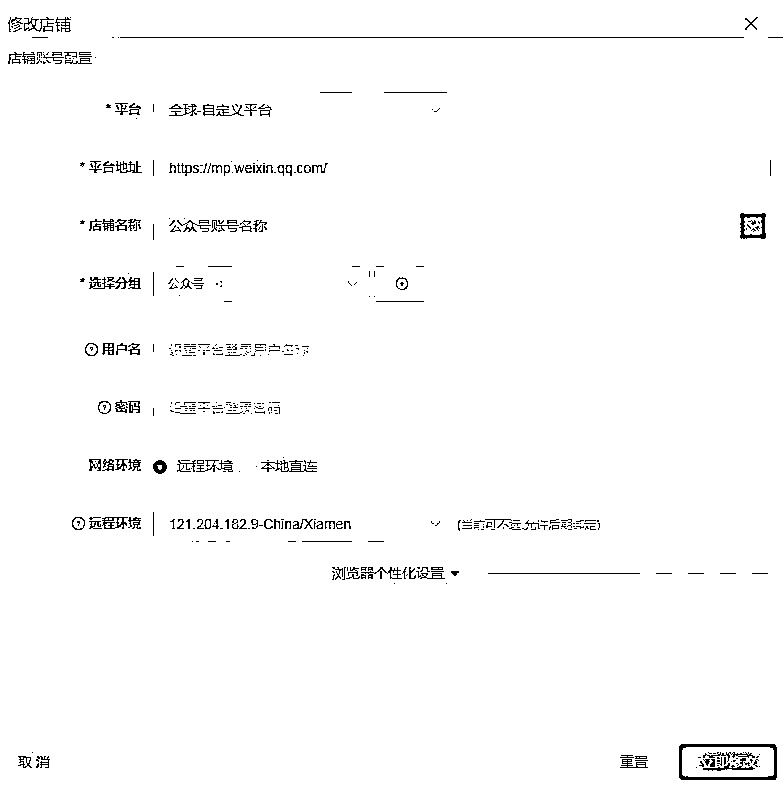 修改店铺
店铺账号配置
* 平台 全球-自定义平台
* 平台地址 https://mp.weixin.qq.com/
* 店铺名称 公众号账号名称
* 选择分组 公众号
用户名 设置平台登录用户名称
密码 设置平台登录密码
网络环境 远程环境 本地直连
远程环境 121.204.182.9-China/Xiamen (当前可不选,允许后期绑定)
浏览器个性化设置
取消 重置 立即修改